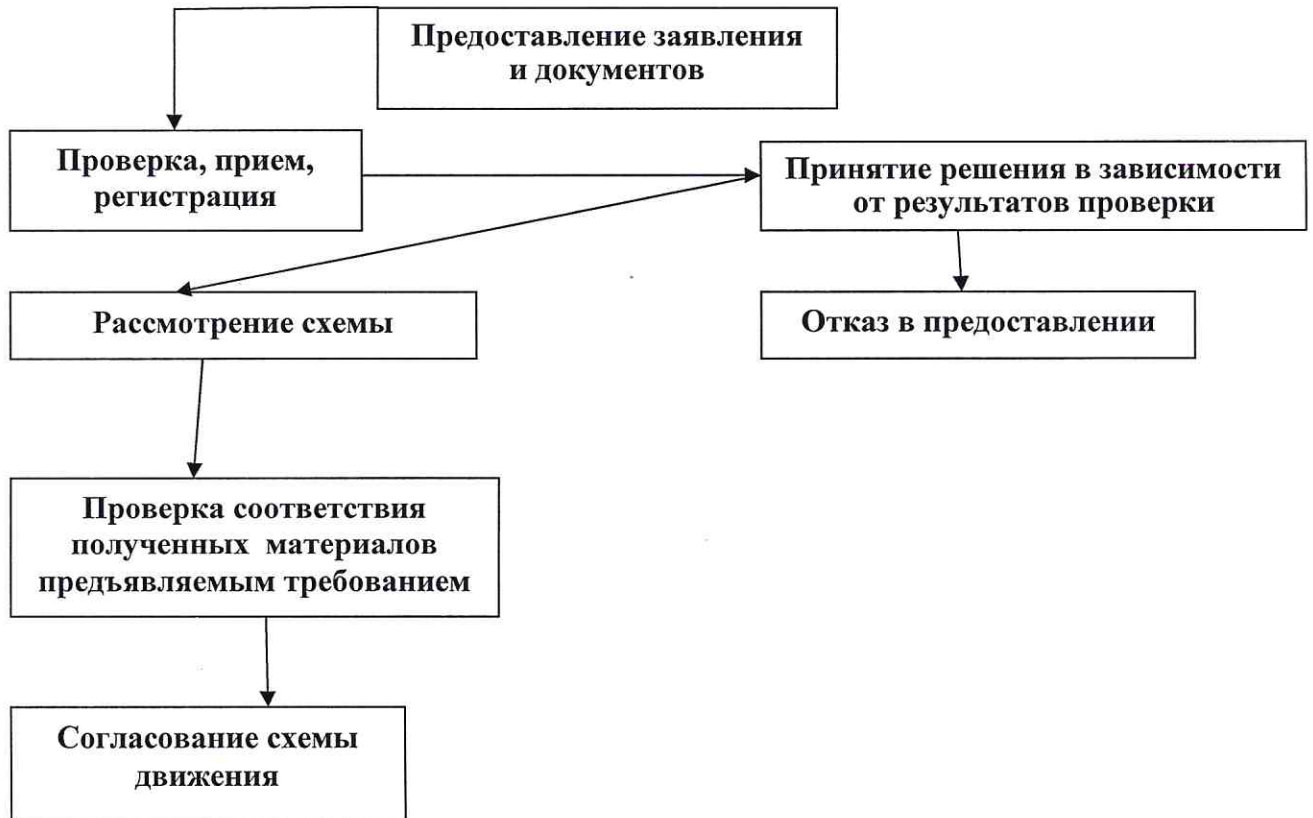 Предоставление заявления
и документов
Проверка, прием,
регистрация
Принятие решения в зависимости
от результатов проверки
Рассмотрение схемы
Отказ в предоставлении
Проверка соответствия
полученных материалов
предъявляемым требованием
Согласование схемы
движения